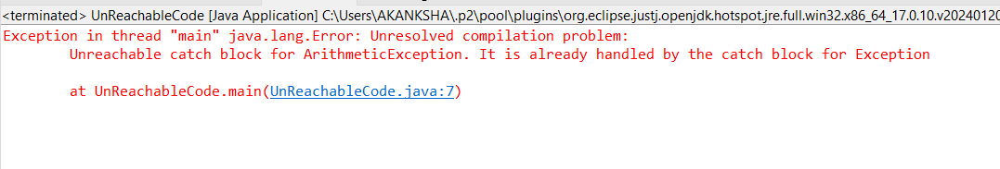 <terminated> UnReachableCode [Java Application] C:\Users\AKANKSHA\.p2\pool\plugins\org.eclipse.justj.openjdk.hotspot.jre.full.win32.x86_64_17.0.10.v20240120
Exception in thread "main" java.lang.Error: Unresolved compilation problem:
Unreachable catch block for ArithmeticException. It is already handled by the catch block for Exception
at UnReachableCode.main(UnReachableCode.java:7)